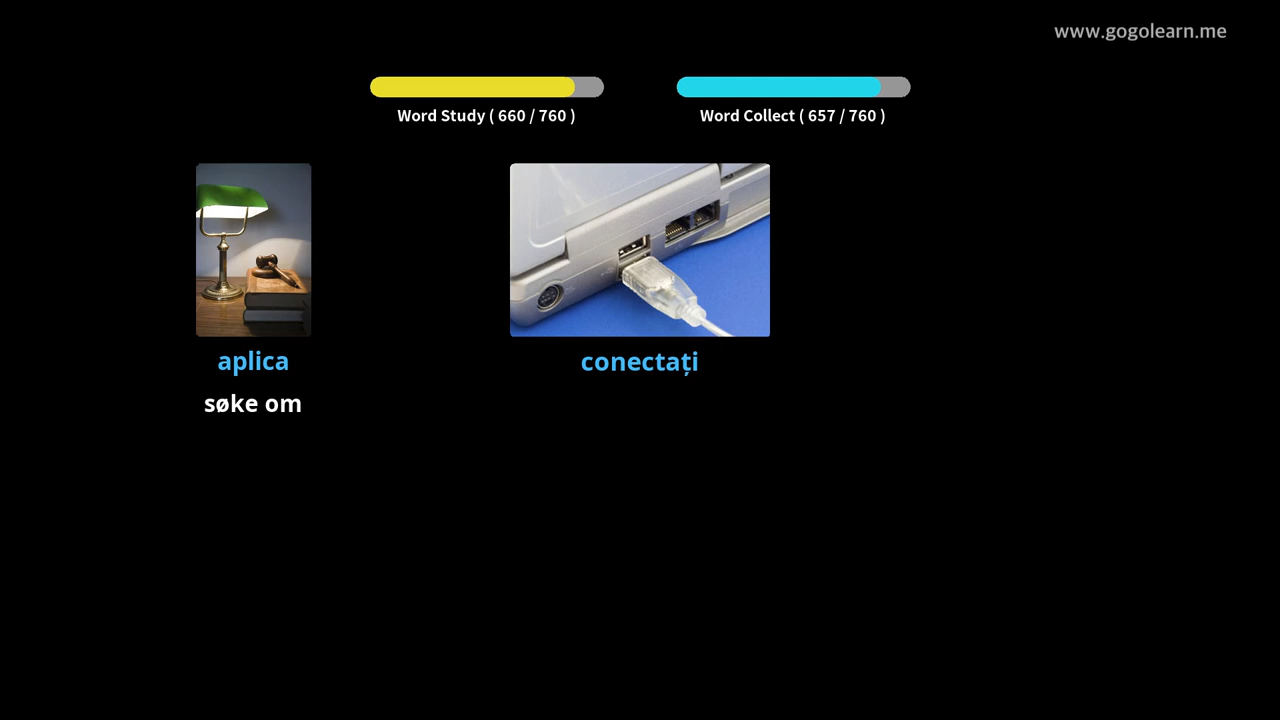 www.gogolearn.me
Word Study ( 660 / 760 )
Word Collect ( 657 / 760 )
aplica
conectați
søke om